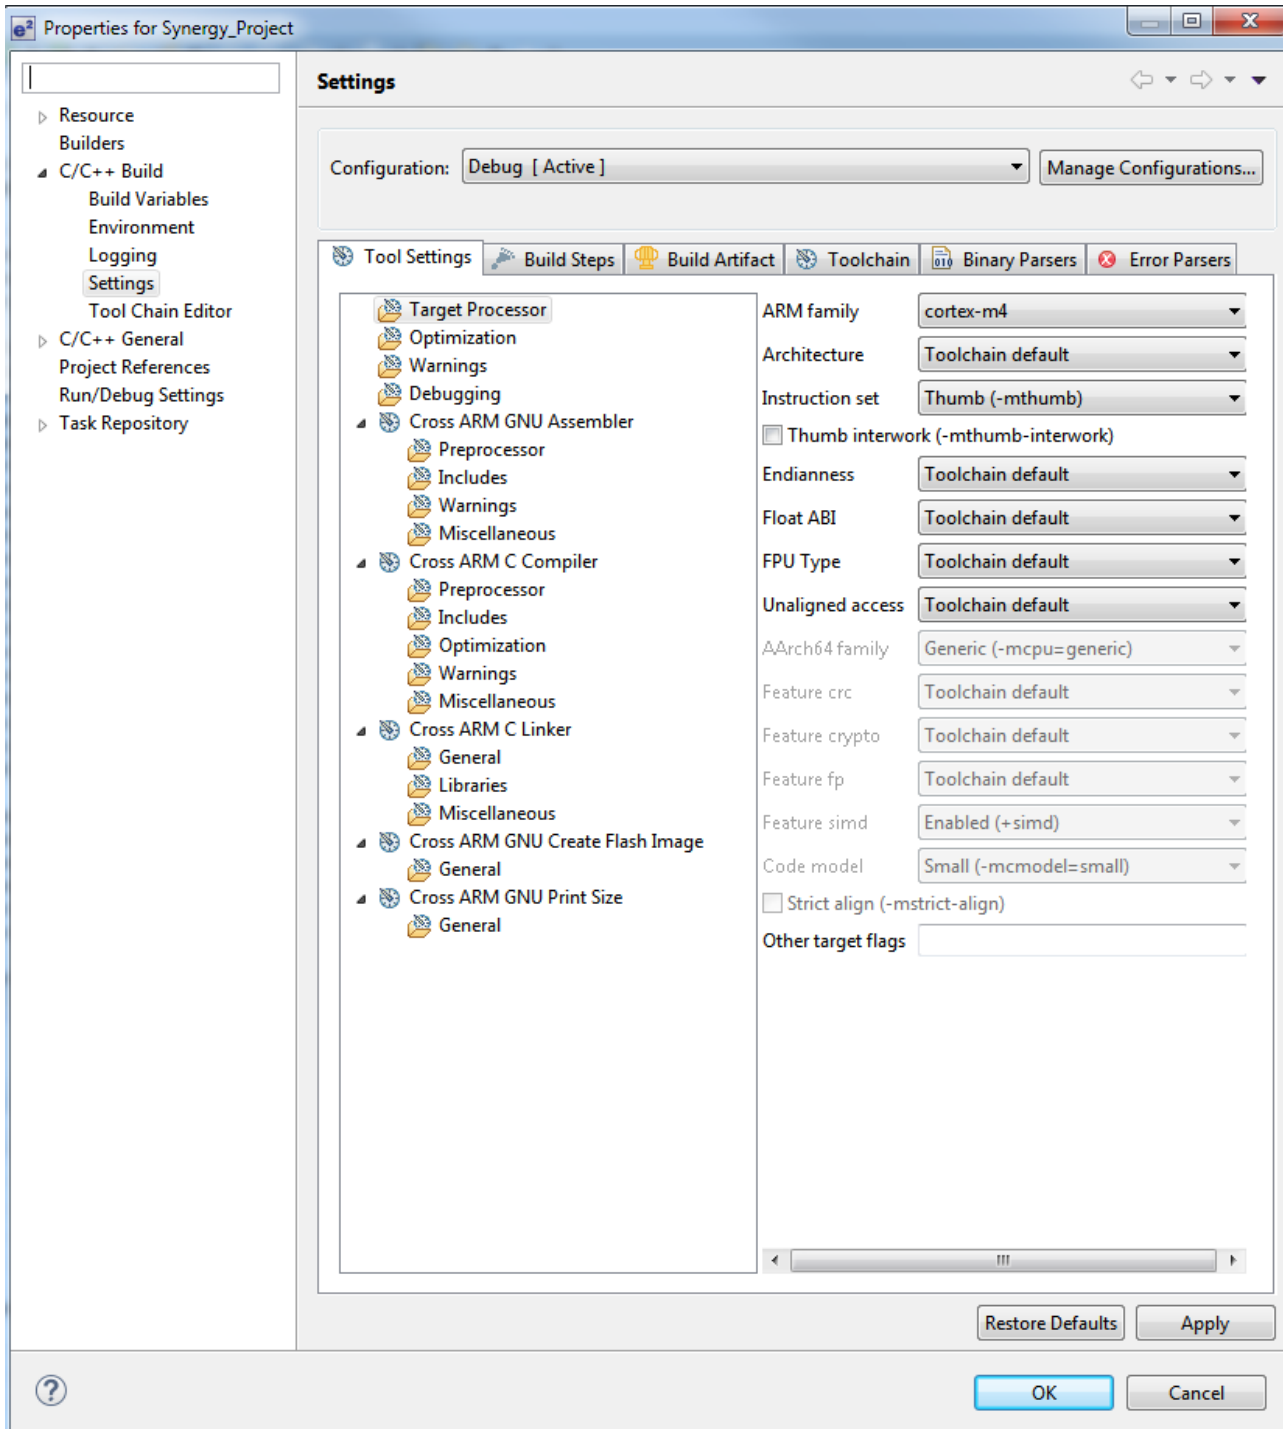 e² Properties for Synergy_Project
Resource
Builders
C/C++ Build
Build Variables
Environment
Logging
Settings
Tool Chain Editor
C/C++ General
Project References
Run/Debug Settings
Task Repository
Settings
Configuration: Debug [ Active ] Manage Configurations...
Tool Settings Build Steps Build Artifact Toolchain 010 Binary Parsers Error Parsers
Target Processor
Optimization
Warnings
Debugging
Cross ARM GNU Assembler
Preprocessor
Includes
Warnings
Miscellaneous
Cross ARM C Compiler
Preprocessor
Includes
Optimization
Warnings
Miscellaneous
Cross ARM C Linker
General
Libraries
Miscellaneous
Cross ARM GNU Create Flash Image
General
Cross ARM GNU Print Size
General
ARM family cortex-m4
Architecture Toolchain default
Instruction set Thumb (-mthumb)
Thumb interwork (-mthumb-interwork)
Endianness Toolchain default
Float ABI Toolchain default
FPU Type Toolchain default
Unaligned access Toolchain default
AArch64 family Generic (-mcpu=generic)
Feature crc Toolchain default
Feature crypto Toolchain default
Feature fp Toolchain default
Feature simd Enabled (+simd)
Code model Small (-mcmodel=small)
Strict align (-mstrict-align)
Other target flags
Restore Defaults Apply
? OK Cancel